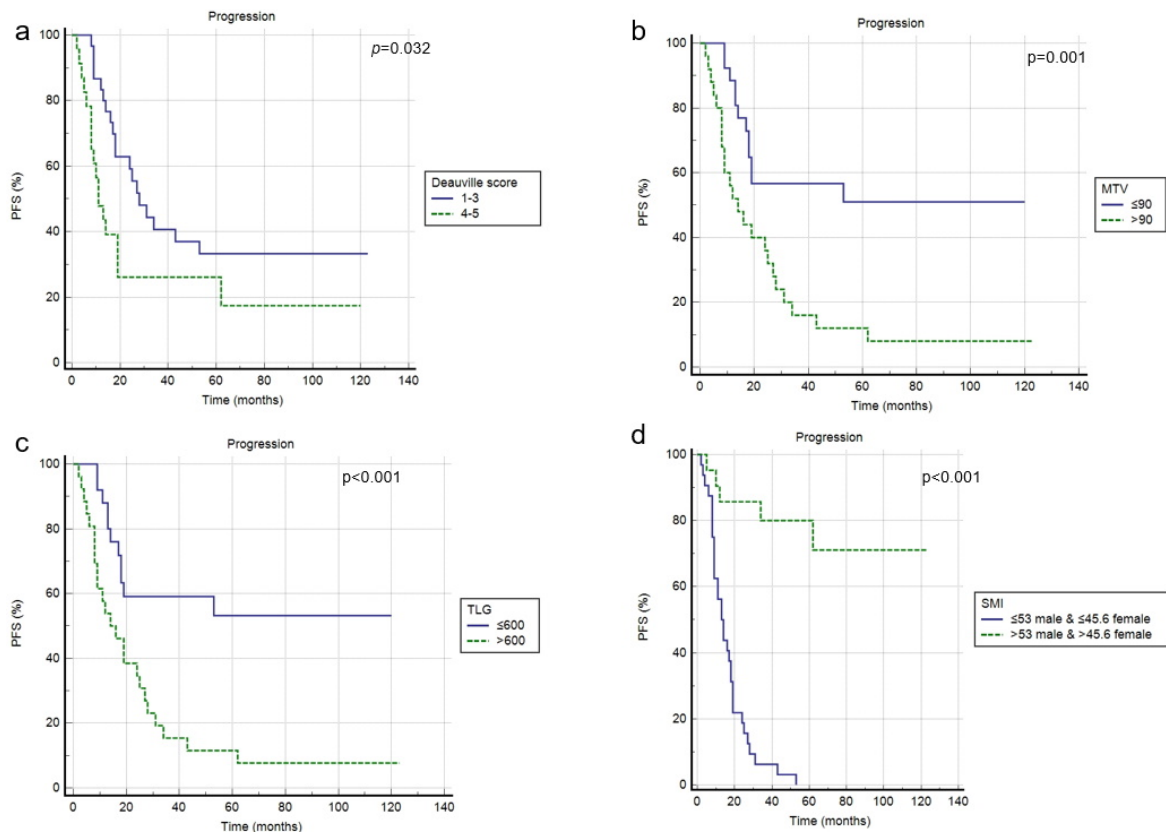 a
Progression
p=0.032
PFS (%)
100
80
60
40
20
0
0 20 40 60 80 100 120 140
Time (months)
Deauville score
1-3
4-5
b
Progression
p=0.001
PFS (%)
100
80
60
40
20
0
0 20 40 60 80 100 120 140
Time (months)
MTV
≤90
>90
c
Progression
p<0.001
PFS (%)
100
80
60
40
20
0
0 20 40 60 80 100 120 140
Time (months)
TLG
≤600
>600
d
Progression
p<0.001
PFS (%)
100
80
60
40
20
0
0 20 40 60 80 100 120 140
Time (months)
SMI
≤53 male & ≤45.6 female
>53 male & >45.6 female